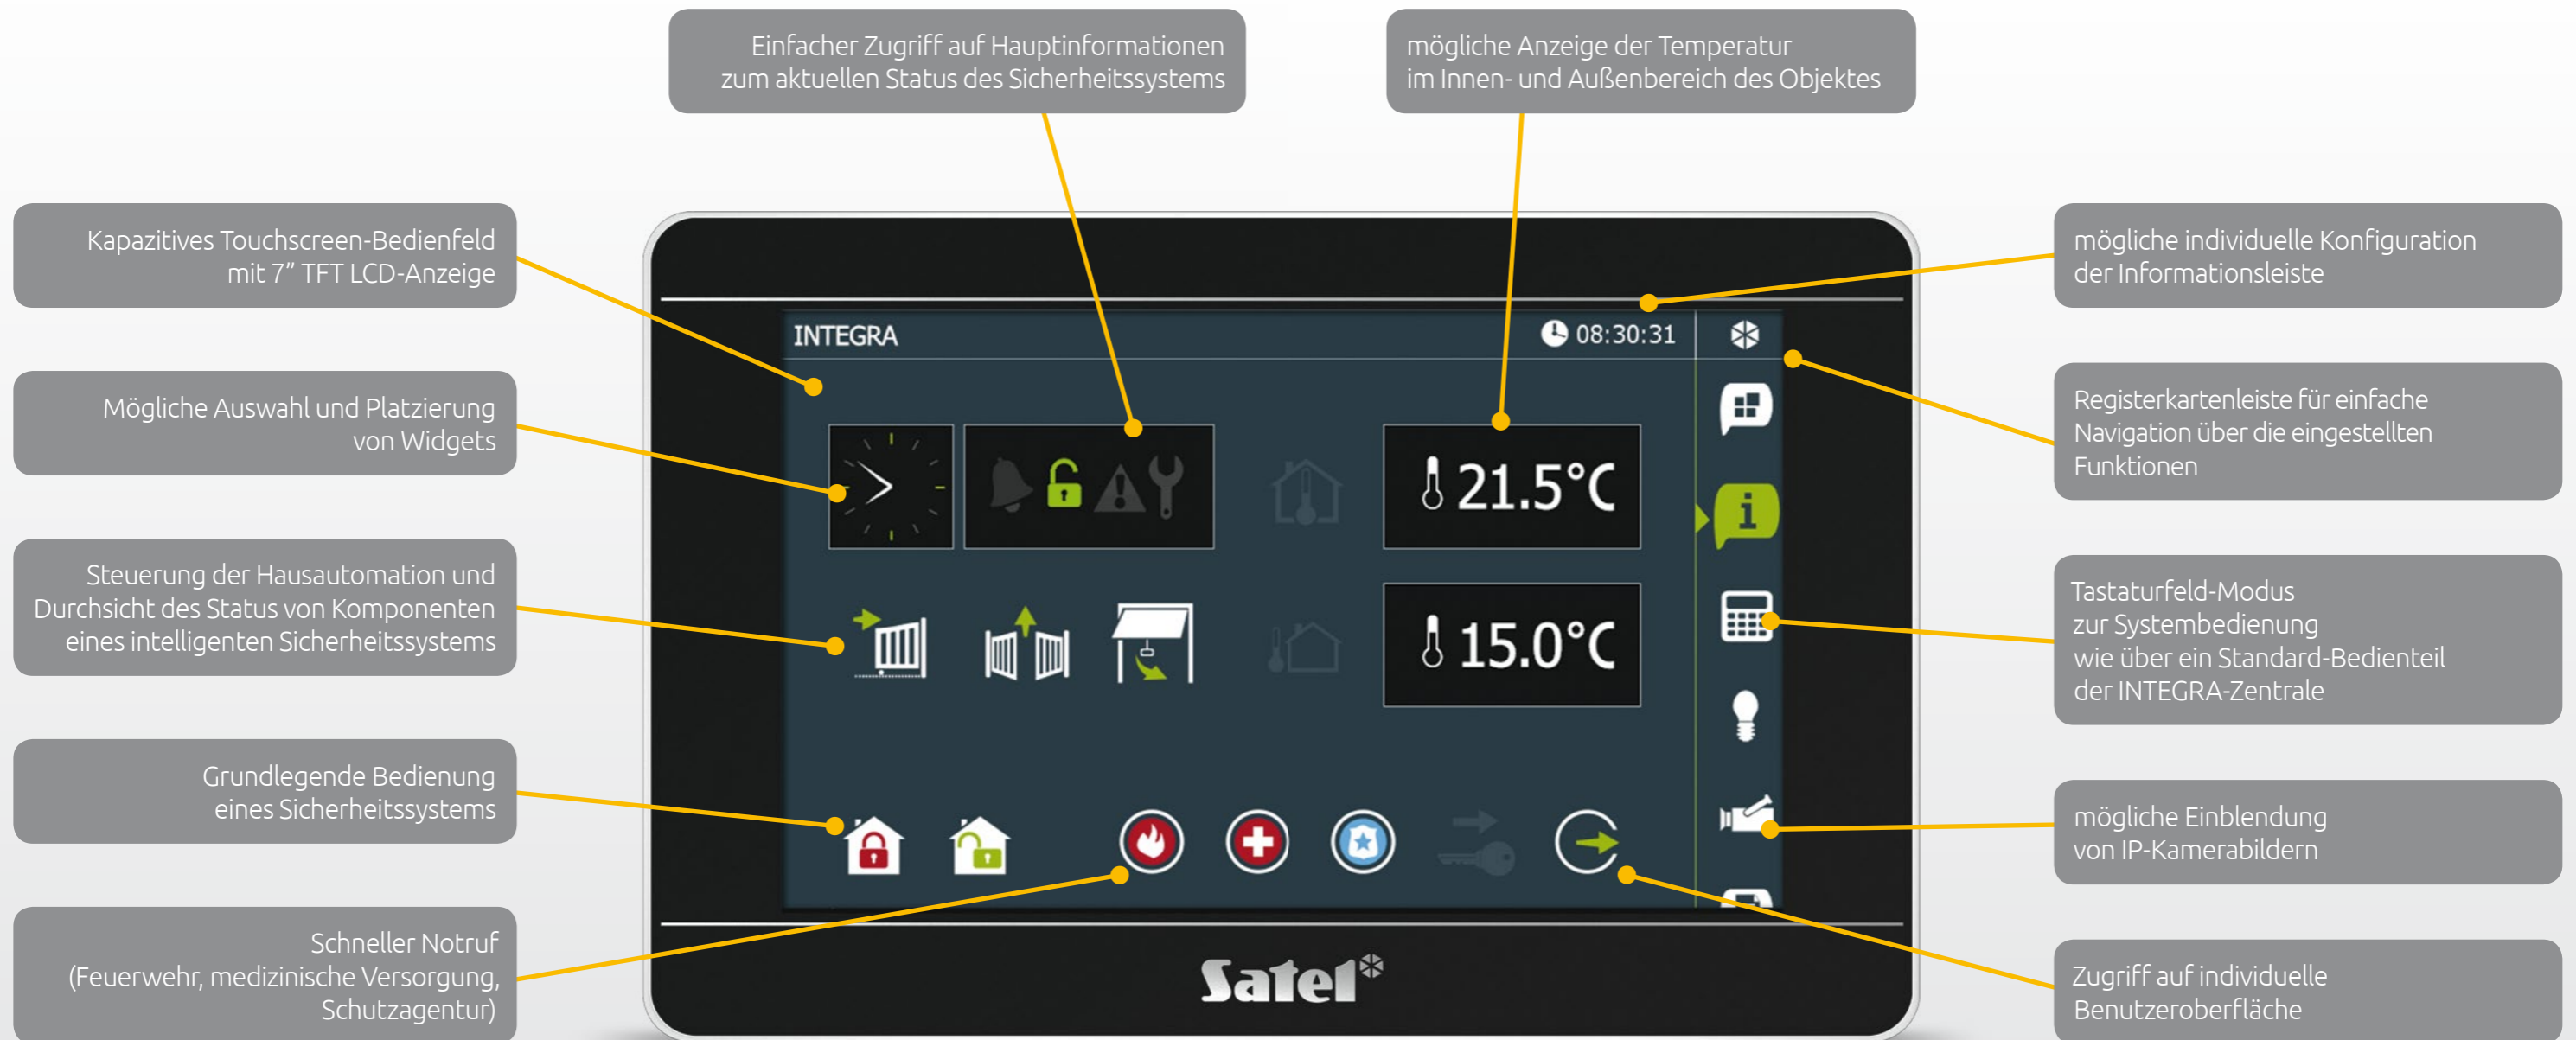 Einfacher Zugriff auf Hauptinformationen
zum aktuellen Status des Sicherheitssystems
mögliche Anzeige der Temperatur
im Innen- und Außenbereich des Objektes
Kapazitives Touchscreen-Bedienfeld
mit 7” TFT LCD-Anzeige
Mögliche Auswahl und Platzierung
von Widgets
Steuerung der Hausautomation und
Durchsicht des Status von Komponenten
eines intelligenten Sicherheitssystems
Grundlegende Bedienung
eines Sicherheitssystems
Schneller Notruf
(Feuerwehr, medizinische Versorgung,
Schutzagentur)
INTEGRA
08:30:31
21.5°C
15.0°C
i
Satel
mögliche individuelle Konfiguration
der Informationsleiste
Registerkartenleiste für einfache
Navigation über die eingestellten
Funktionen
Tastaturfeld-Modus
zur Systembedienung
wie über ein Standard-Bedienteil
der INTEGRA-Zentrale
mögliche Einblendung
von IP-Kamerabildern
Zugriff auf individuelle
Benutzeroberfläche